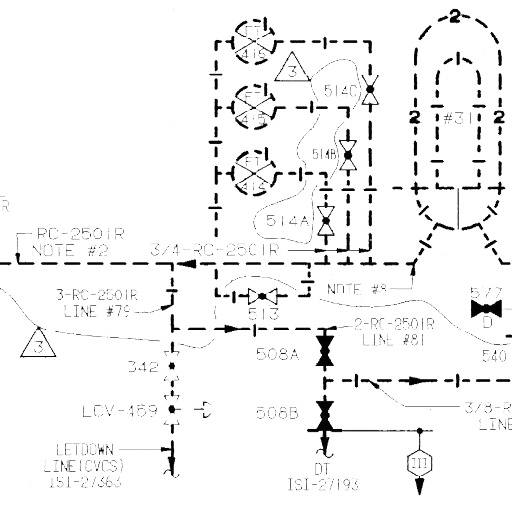 2
FT
416
3
514C
FT
415
2
#31
2
514B
FT
414
514A
R
RC-2501R
NOTE #2
3/4-RC-2501R
3-RC-2501R
LINE #79
513
NOTE #8
577
D
2-RC-2501R
LINE #81
3
342
508A
540
LCV-459
508B
3/8-R
LINE
LETDOWN
LINE(CVCS)
ISI-27363
DT
ISI-27193
III